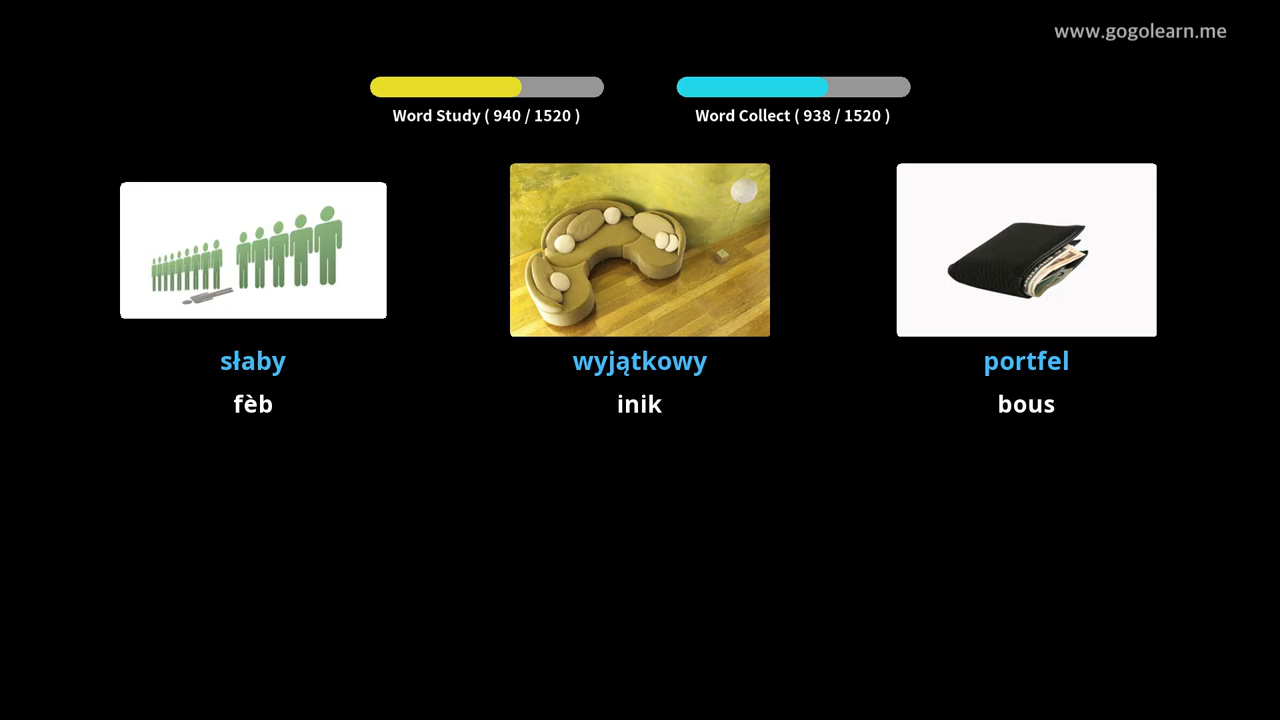 www.gogolearn.me
Word Study ( 940 / 1520 )
Word Collect ( 938 / 1520 )
słaby
wyjątkowy
portfel
fèb
inik
bous